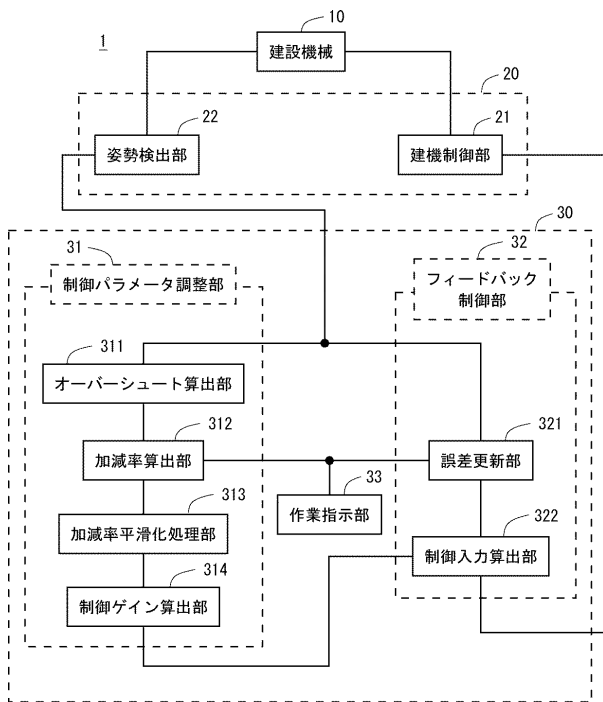 1
10
建設機械
20
22
姿勢検出部
21
建機制御部
30
31
制御パラメータ調整部
32
フィードバック
制御部
311
オーバーシュート算出部
312
加減率算出部
321
誤差更新部
33
作業指示部
313
加減率平滑化処理部
322
制御入力算出部
314
制御ゲイン算出部